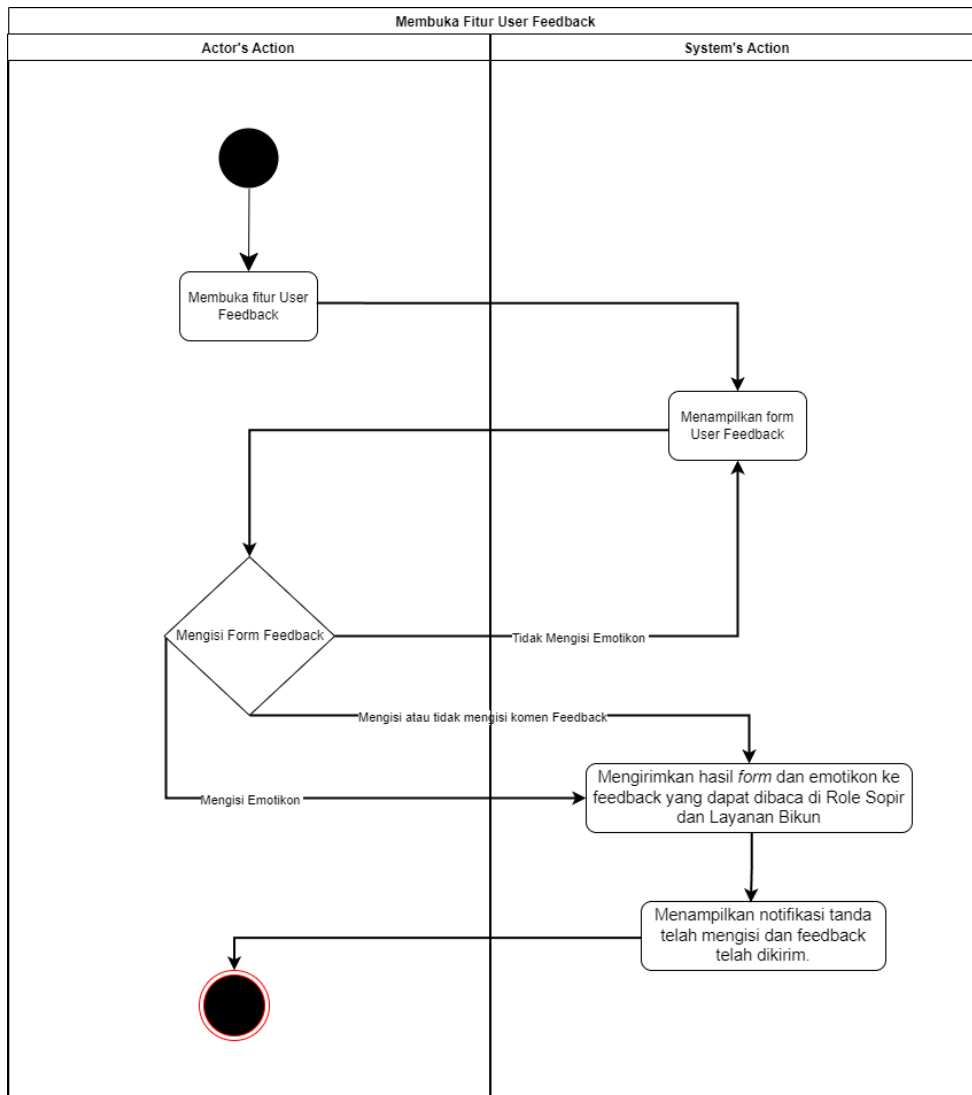 Membuka Fitur User Feedback
Actor's Action
System's Action
Membuka fitur User
Feedback
Menampilkan form
User Feedback
Mengisi Form Feedback
Tidak Mengisi Emotikon
Mengisi atau tidak mengisi komen Feedback
Mengisi Emotikon
Mengirimkan hasil form dan emotikon ke
feedback yang dapat dibaca di Role Sopir
dan Layanan Bikun
Menampilkan notifikasi tanda
telah mengisi dan feedback
telah dikirim.